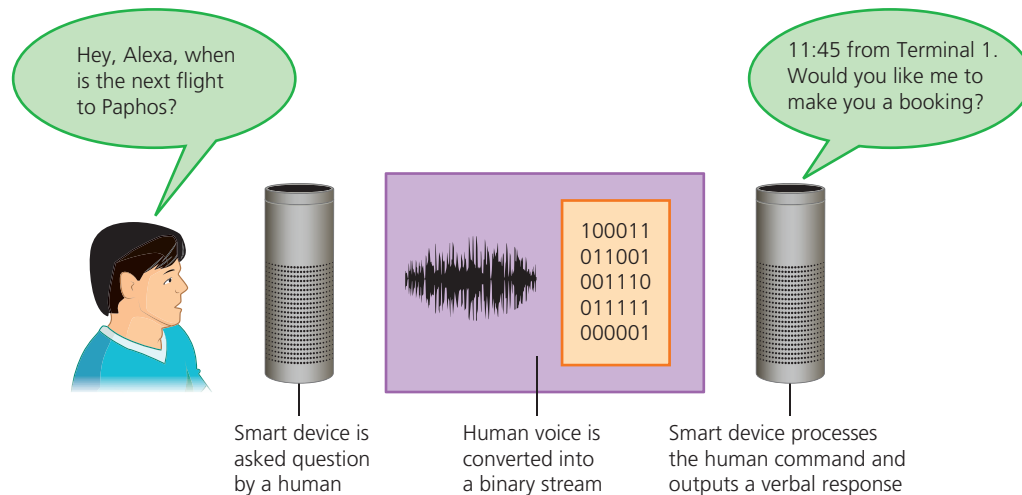 Hey, Alexa, when
is the next flight
to Paphos?
11:45 from Terminal 1.
Would you like me to
make you a booking?
100011
011001
001110
011111
000001
Smart device is
asked question
by a human
Human voice is
converted into
a binary stream
Smart device processes
the human command and
outputs a verbal response